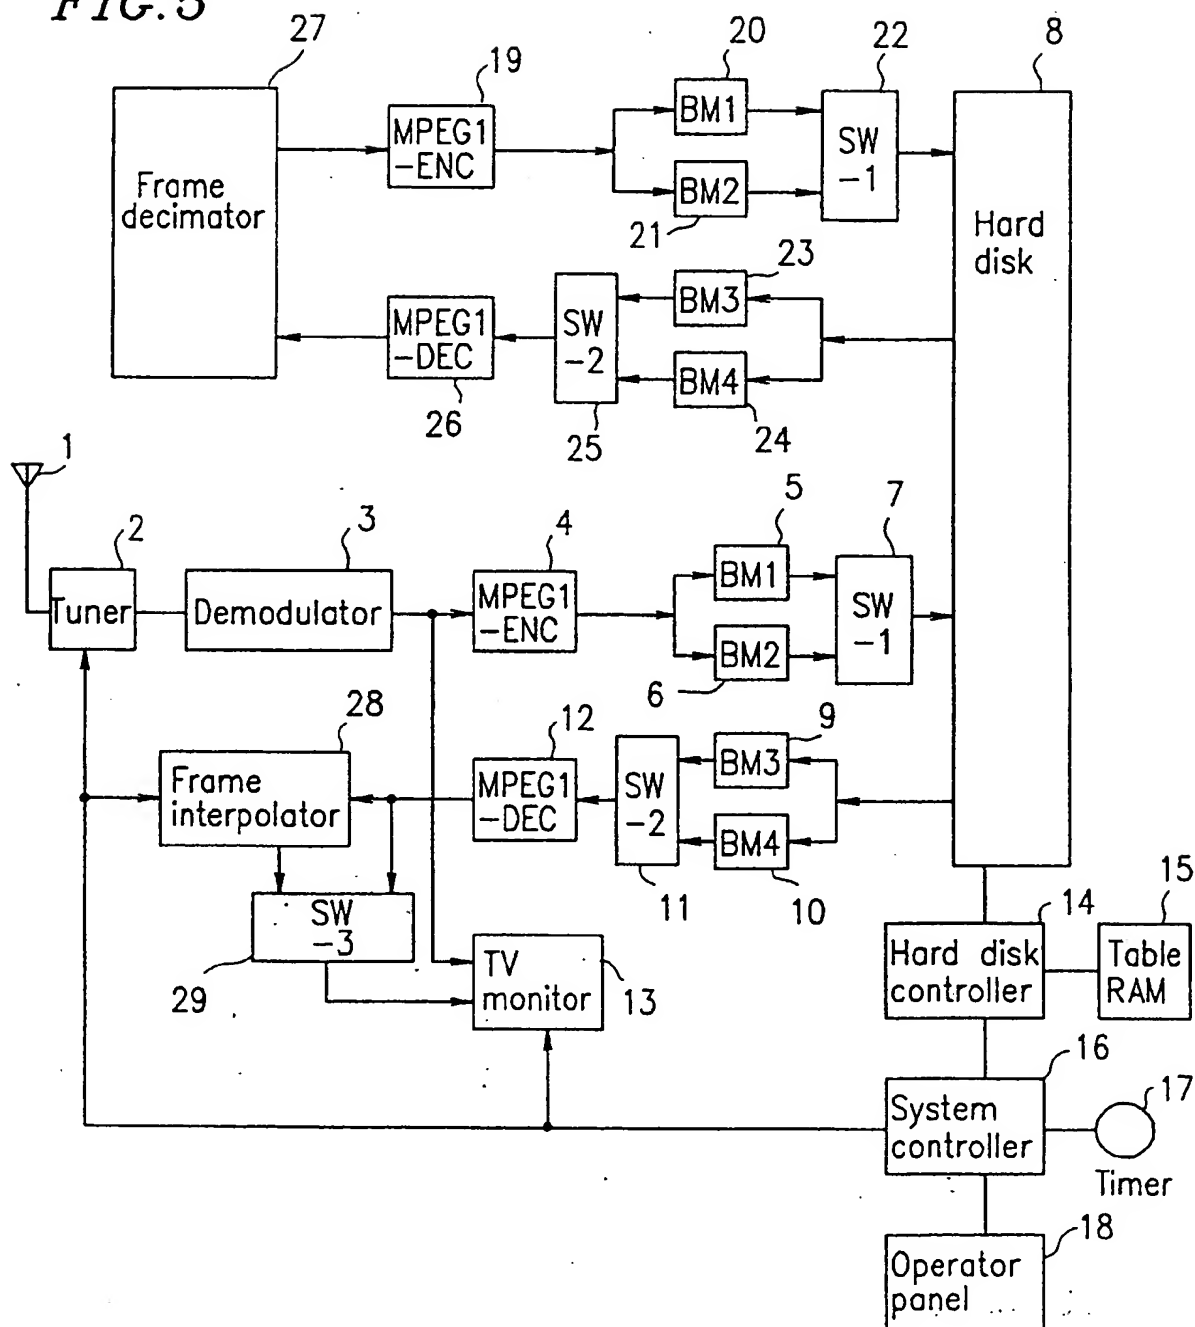 FIG. 5
27
19
20
22
8
MPEG1
-ENC
BM1
SW
-1
BM2
21
Frame
decimator
Hard
disk
23
MPEG1
-DEC
SW
-2
BM3
BM4
26
25
24
1
2
3
4
5
7
Tuner
Demodulator
MPEG1
-ENC
BM1
BM2
SW
-1
6
28
12
9
Frame
interpolator
MPEG1
-DEC
SW
-2
BM3
BM4
11
10
SW
-3
29
TV
monitor
13
14
15
Hard disk
controller
Table
RAM
16
17
System
controller
Timer
18
Operator
panel